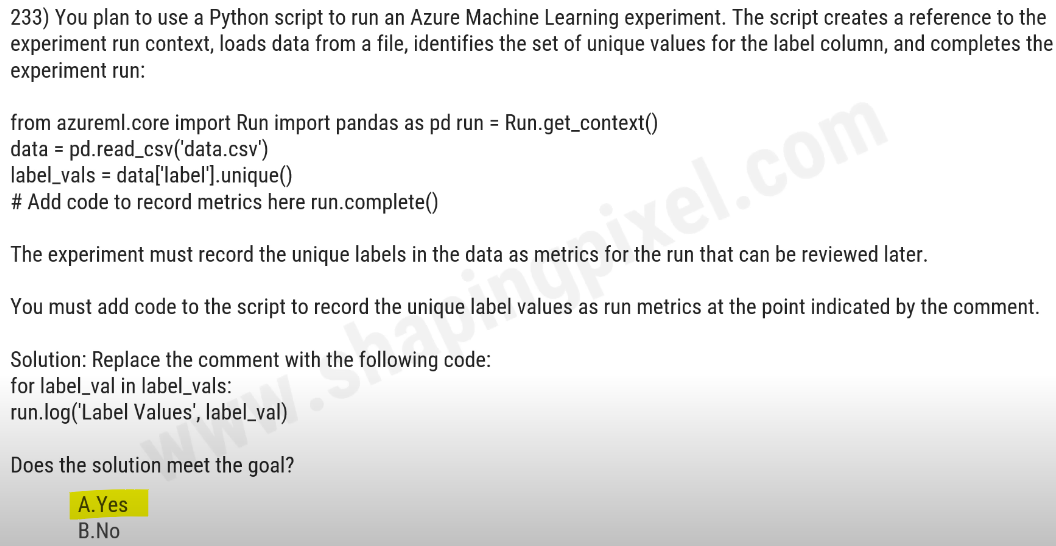 233) You plan to use a Python script to run an Azure Machine Learning experiment. The script creates a reference to the
experiment run context, loads data from a file, identifies the set of unique values for the label column, and completes the
experiment run:
from azureml.core import Run import pandas as pd run = Run.get_context()
data = pd.read_csv('data.csv')
label_vals = data['label'].unique()
# Add code to record metrics here run.complete()
The experiment must record the unique labels in the data as metrics for the run that can be reviewed later.
You must add code to the script to record the unique label values as run metrics at the point indicated by the comment.
Solution: Replace the comment with the following code:
for label_val in label_vals:
run.log('Label Values', label_val)
Does the solution meet the goal?
A.Yes
B.No
www.shapingpixel.com